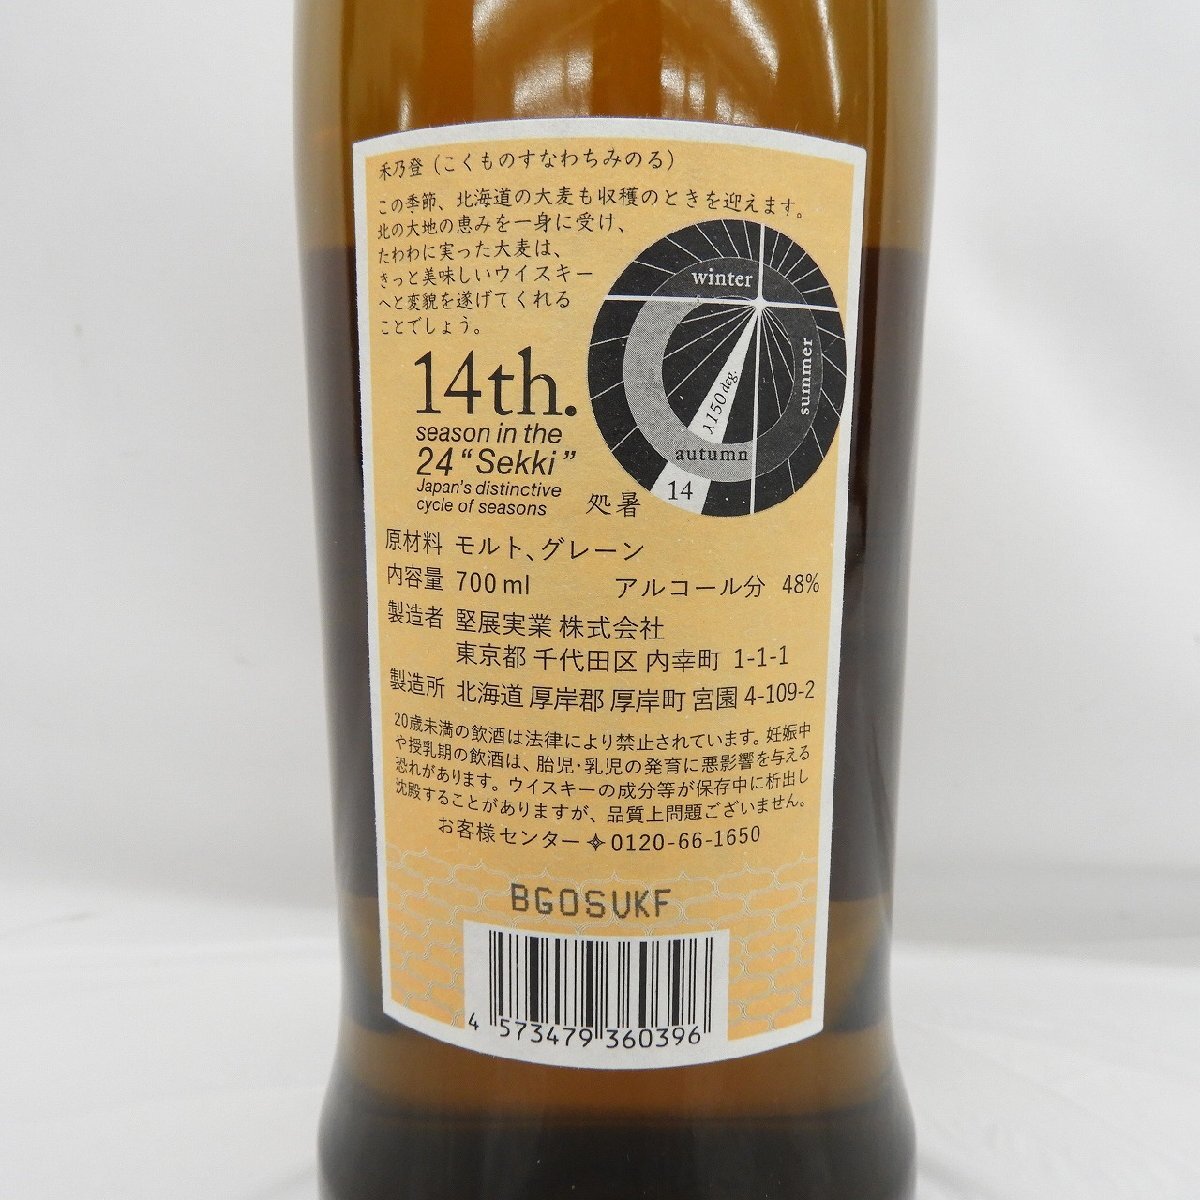 禾乃登（こくものすなわちみのる）
この季節、北海道の大麦も収穫のときを迎えます。
北の大地の恵みを一身に受け、
たわわに実った大麦は、
きっと美味しいウイスキー
へと変貌を遂げてくれる
ことでしょう。
winter
summer
autumn
λ150deg.
14
14th.
season in the
24 “Sekki”
Japan's distinctive
cycle of seasons
処暑
原材料 モルト、グレーン
内容量 700ml アルコール分 48%
製造者 堅展実業 株式会社
東京都 千代田区 内幸町 1-1-1
製造所 北海道 厚岸郡 厚岸町 宮園 4-109-2
20歳未満の飲酒は法律により禁止されています。妊娠中
や授乳期の飲酒は、胎児・乳児の発育に悪影響を与える
恐れがあります。ウイスキーの成分等が保存中に析出し
沈殿することがありますが、品質上問題ございません。
お客様センター 0120-66-1650
BGOSVKF
4 573479 360396